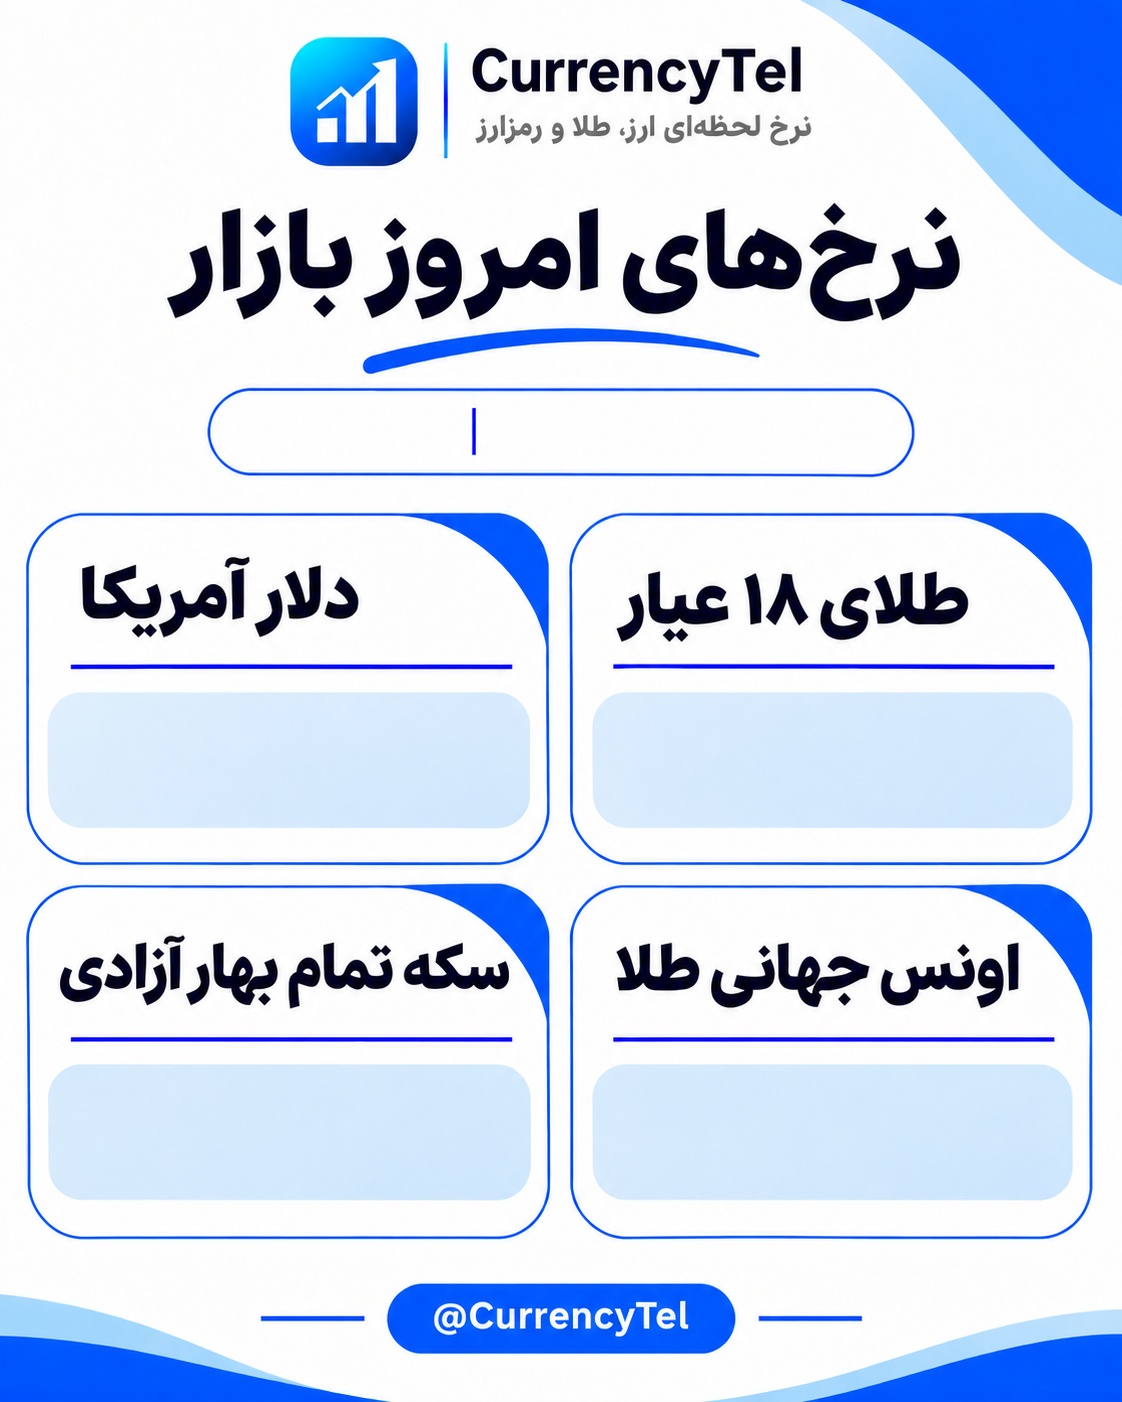 CurrencyTel
نرخ لحظه‌ای ارز، طلا و رمزارز
نرخ‌های امروز بازار
طلای ۱۸ عیار
دلار آمریکا
اونس جهانی طلا
سکه تمام بهار آزادی
@CurrencyTel